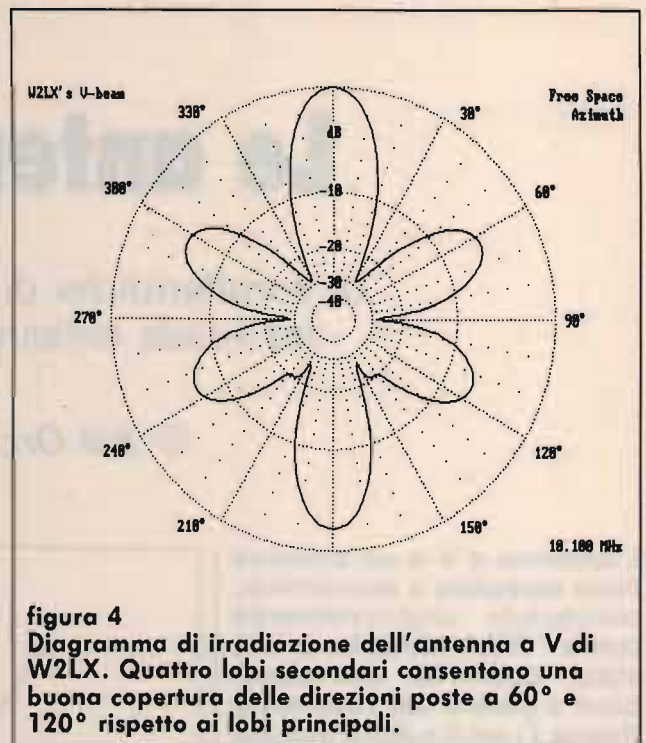 W2LX's V-beam
Free Space
Azimuth
330°
30°
300°
60°
dB
-10
-20
-30
-40
270°
90°
240°
120°
210°
150°
10.100 MHz
figura 4
Diagramma di irradiazione dell'antenna a V di
W2LX. Quattro lobi secondari consentono una
buona copertura delle direzioni poste a 60° e
120° rispetto ai lobi principali.